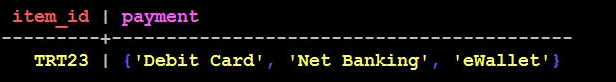 item_id | payment
---------+--------------------------------------------
TRT23 | {'Debit Card', 'Net Banking', 'eWallet'}